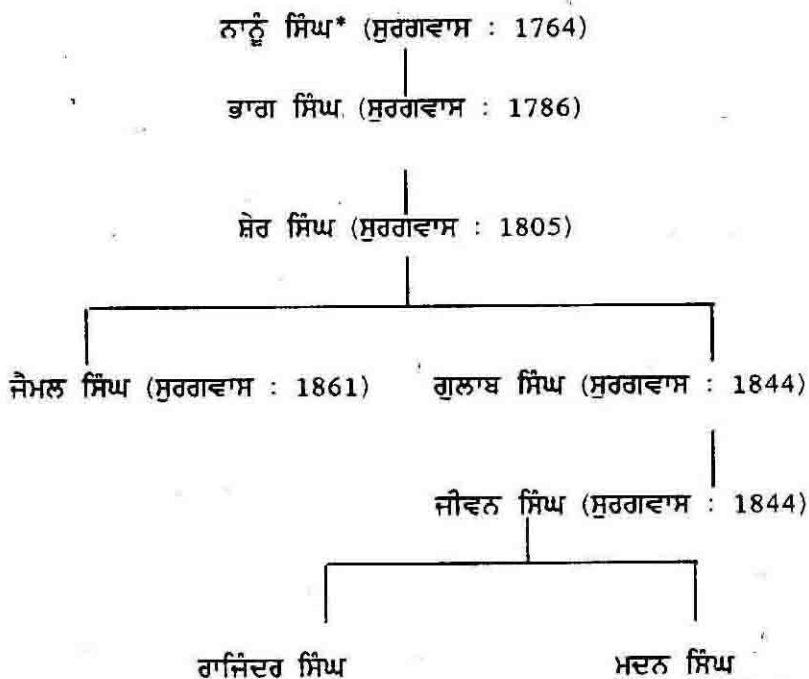 ਨਾਨੂੰ ਸਿੰਘ* (ਸੁਰਗਵਾਸ : 1764)
ਭਾਗ ਸਿੰਘ (ਸੁਰਗਵਾਸ : 1786)
ਸ਼ੇਰ ਸਿੰਘ (ਸੁਰਗਵਾਸ : 1805)
ਜੈਮਲ ਸਿੰਘ (ਸੁਰਗਵਾਸ : 1861) ਗੁਲਾਬ ਸਿੰਘ (ਸੁਰਗਵਾਸ : 1844)
ਜੀਵਨ ਸਿੰਘ (ਸੁਰਗਵਾਸ : 1844)
ਰਾਜਿੰਦਰ ਸਿੰਘ ਮਦਨ ਸਿੰਘ